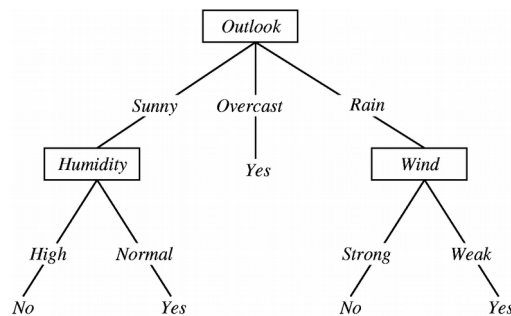 Outlook
Sunny Overcast Rain
Humidity Yes Wind
High Normal Strong Weak
No Yes No Yes